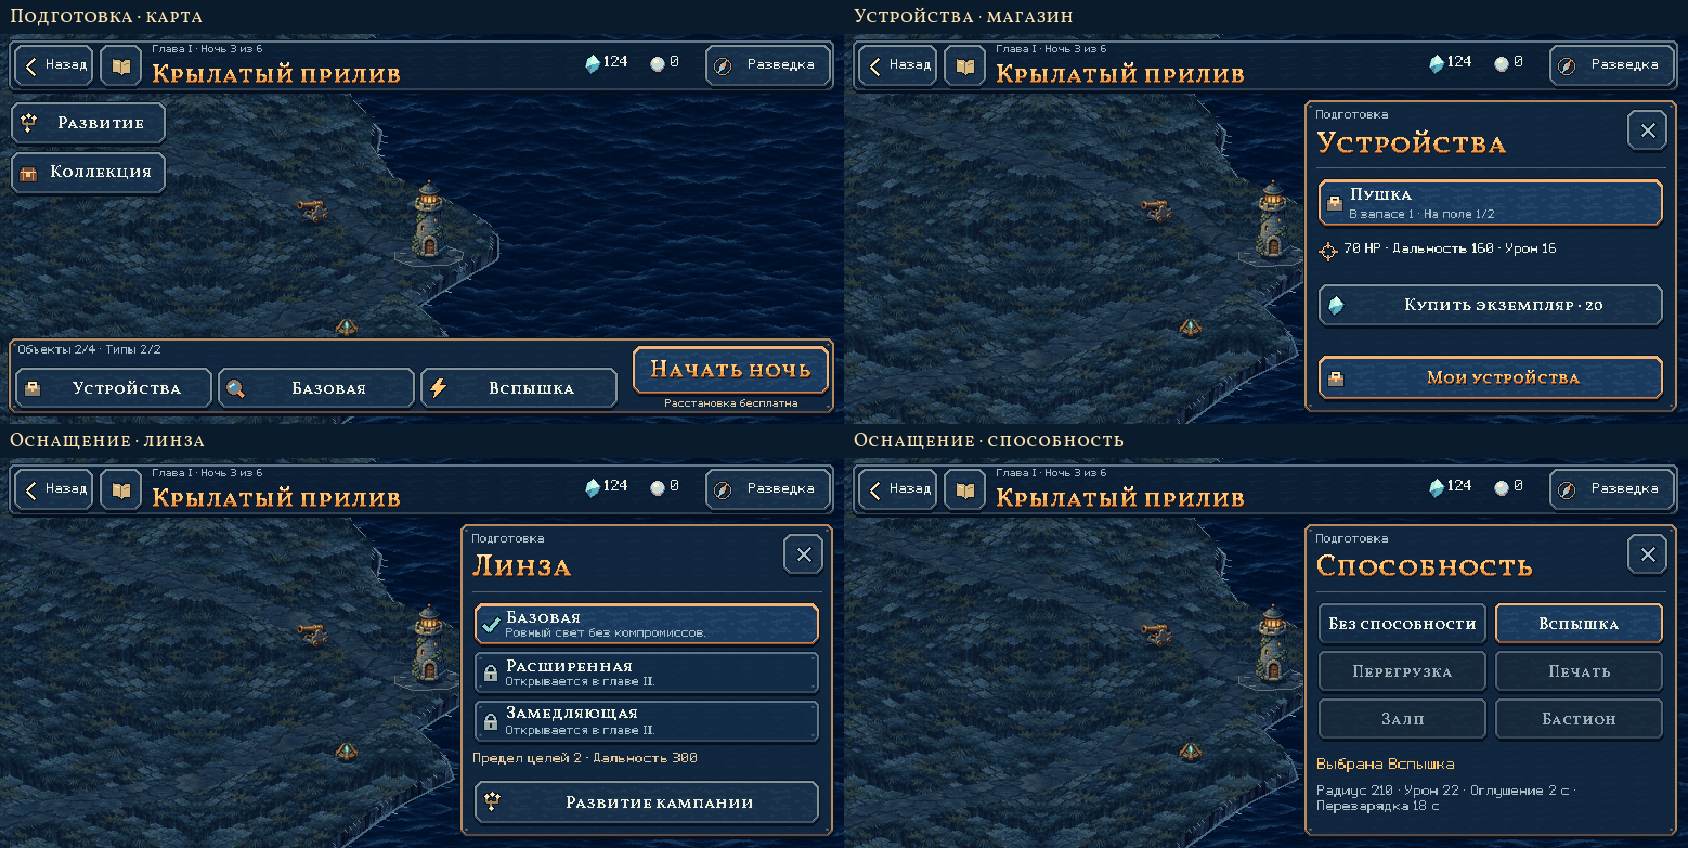 Подготовка · карта
Глава I · Ночь 3 из 6
Назад
Крылатый прилив
124
0
Разведка
Развитие
Коллекция
Объекты 2/4 · Типы 2/2
Устройства
Базовая
Вспышка
Начать ночь
Расстановка бесплатна
Устройства · магазин
Глава I · Ночь 3 из 6
Назад
Крылатый прилив
124
0
Разведка
Подготовка
Устройства
Пушка
В запасе 1 · На поле 1/2
70 HP · Дальность 160 · Урон 16
Купить экземпляр · 20
Мои устройства
Оснащение · линза
Глава I · Ночь 3 из 6
Назад
Крылатый прилив
124
0
Разведка
Подготовка
Линза
Базовая
Ровный свет без компромиссов.
Расширенная
Открывается в главе II.
Замедляющая
Открывается в главе II.
Предел целей 2 · Дальность 300
Развитие кампании
Оснащение · способность
Глава I · Ночь 3 из 6
Назад
Крылатый прилив
124
0
Разведка
Подготовка
Способность
Без способности
Вспышка
Перегрузка
Печать
Залп
Бастион
Выбрана Вспышка
Радиус 210 · Урон 22 · Оглушение 2 с ·
Перезарядка 18 с